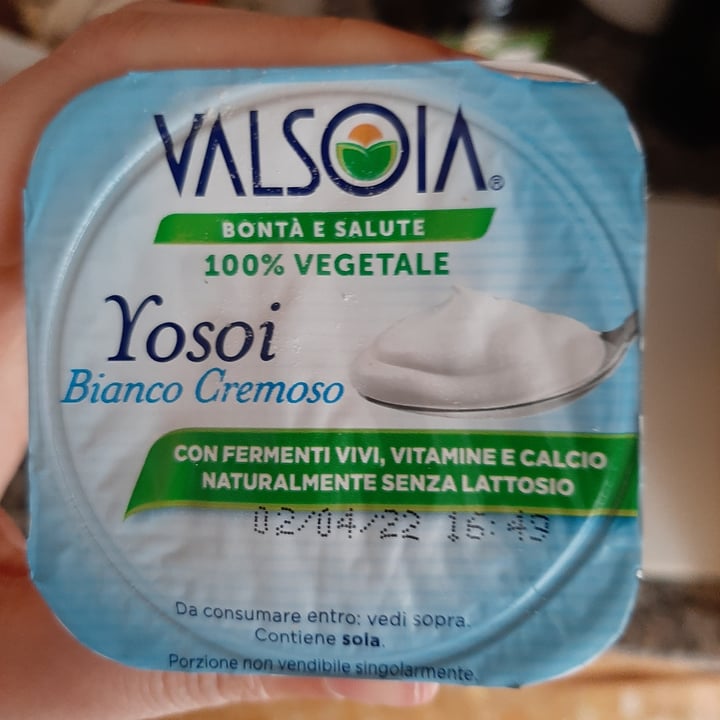 VALSOIA®
BONTÀ E SALUTE
100% VEGETALE
Yosoi
Bianco Cremoso
CON FERMENTI VIVI, VITAMINE E CALCIO
NATURALMENTE SENZA LATTOSIO
02/04/22 16:49
Da consumare entro: vedi sopra.
Contiene soia.
Porzione non vendibile singolarmente.